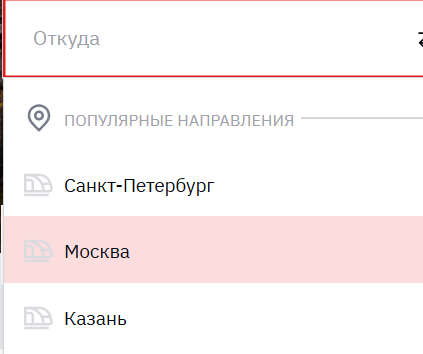 Откуда
ПОПУЛЯРНЫЕ НАПРАВЛЕНИЯ
Санкт-Петербург
Москва
Казань